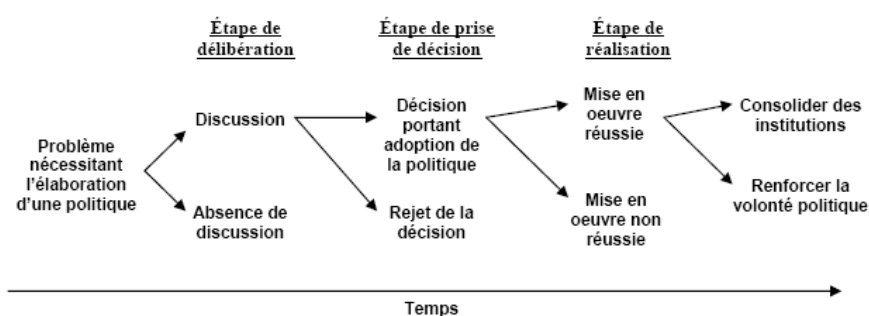 Étape de
délibération
Étape de prise
de décision
Étape de
réalisation
Problème
nécessitant
l'élaboration
d'une politique
Discussion
Absence de
discussion
Décision
portant
adoption de
la politique
Rejet de la
décision
Mise en
oeuvre
réussie
Mise en
oeuvre non
réussie
Consolider des
institutions
Renforcer la
volonté politique
Temps